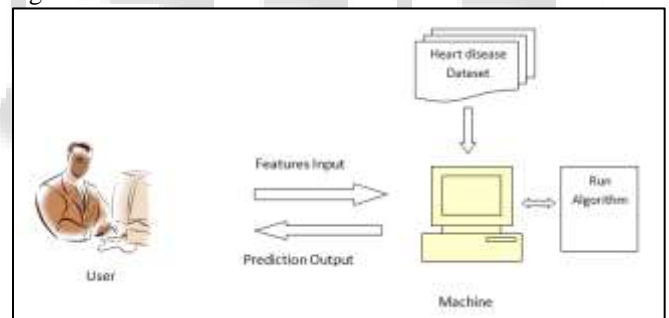 Heart disease
Dataset
Features Input
Run
Algorithm
Prediction Output
User
Machine